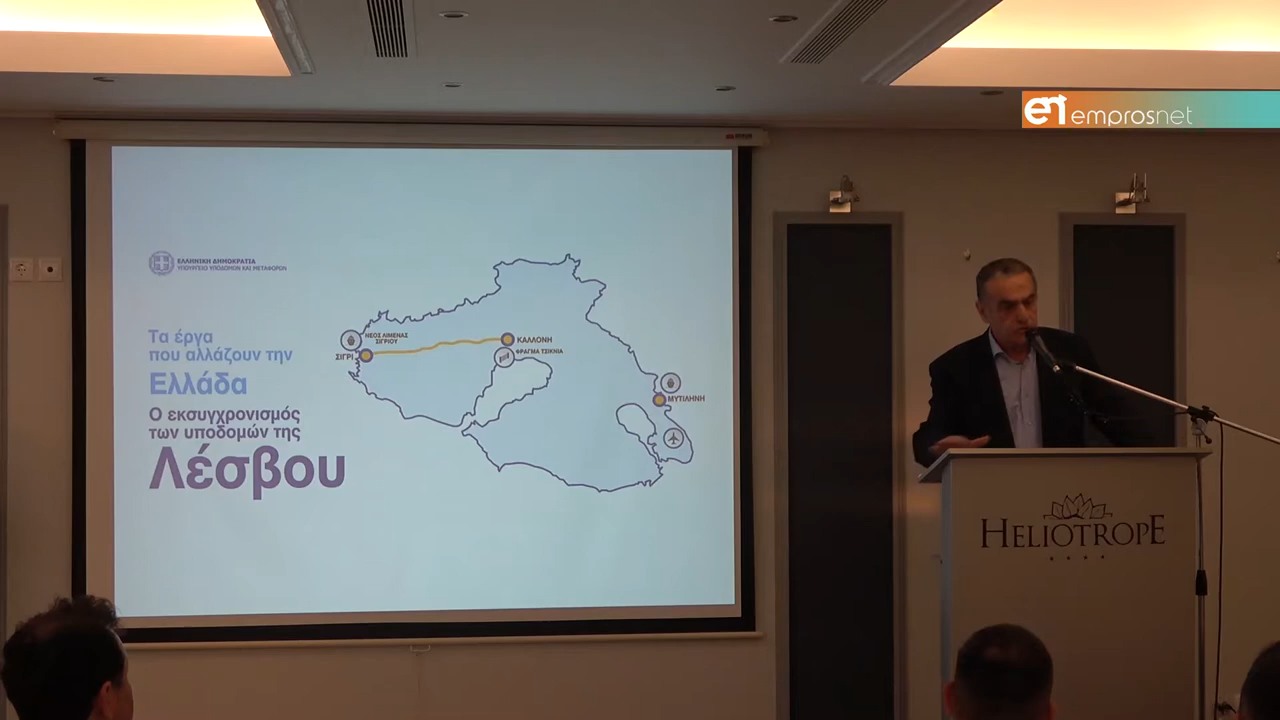 en emprosnet
ΕΛΛΗΝΙΚΗ ΔΗΜΟΚΡΑΤΙΑ
ΥΠΟΥΡΓΕΙΟ ΥΠΟΔΟΜΩΝ ΚΑΙ ΜΕΤΑΦΟΡΩΝ
Τα έργα
που αλλάζουν την
Ελλάδα
Ο εκσυγχρονισμός
των υποδομών της
Λέσβου
ΝΕΟΣ ΛΙΜΕΝΑΣ
ΣΙΓΡΙΟΥ
ΣΙΓΡΙ
ΚΑΛΛΟΝΗ
ΦΡΑΓΜΑ ΤΣΙΚΝΙΑ
ΜΥΤΙΛΗΝΗ
HELIOTROPE